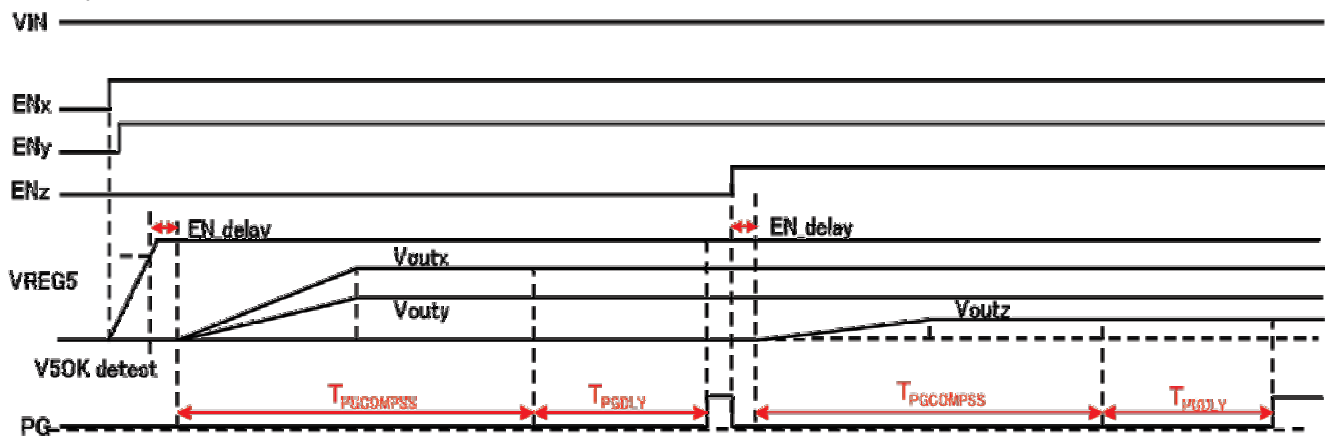 VIN
ENx
ENy
ENz
EN_delay EN_delay
Voutx
VREG5
Vouty Voutz
V5OK detect
TPGCOMPSS TPGDLY TPGCOMPSS TPGDLY
PG